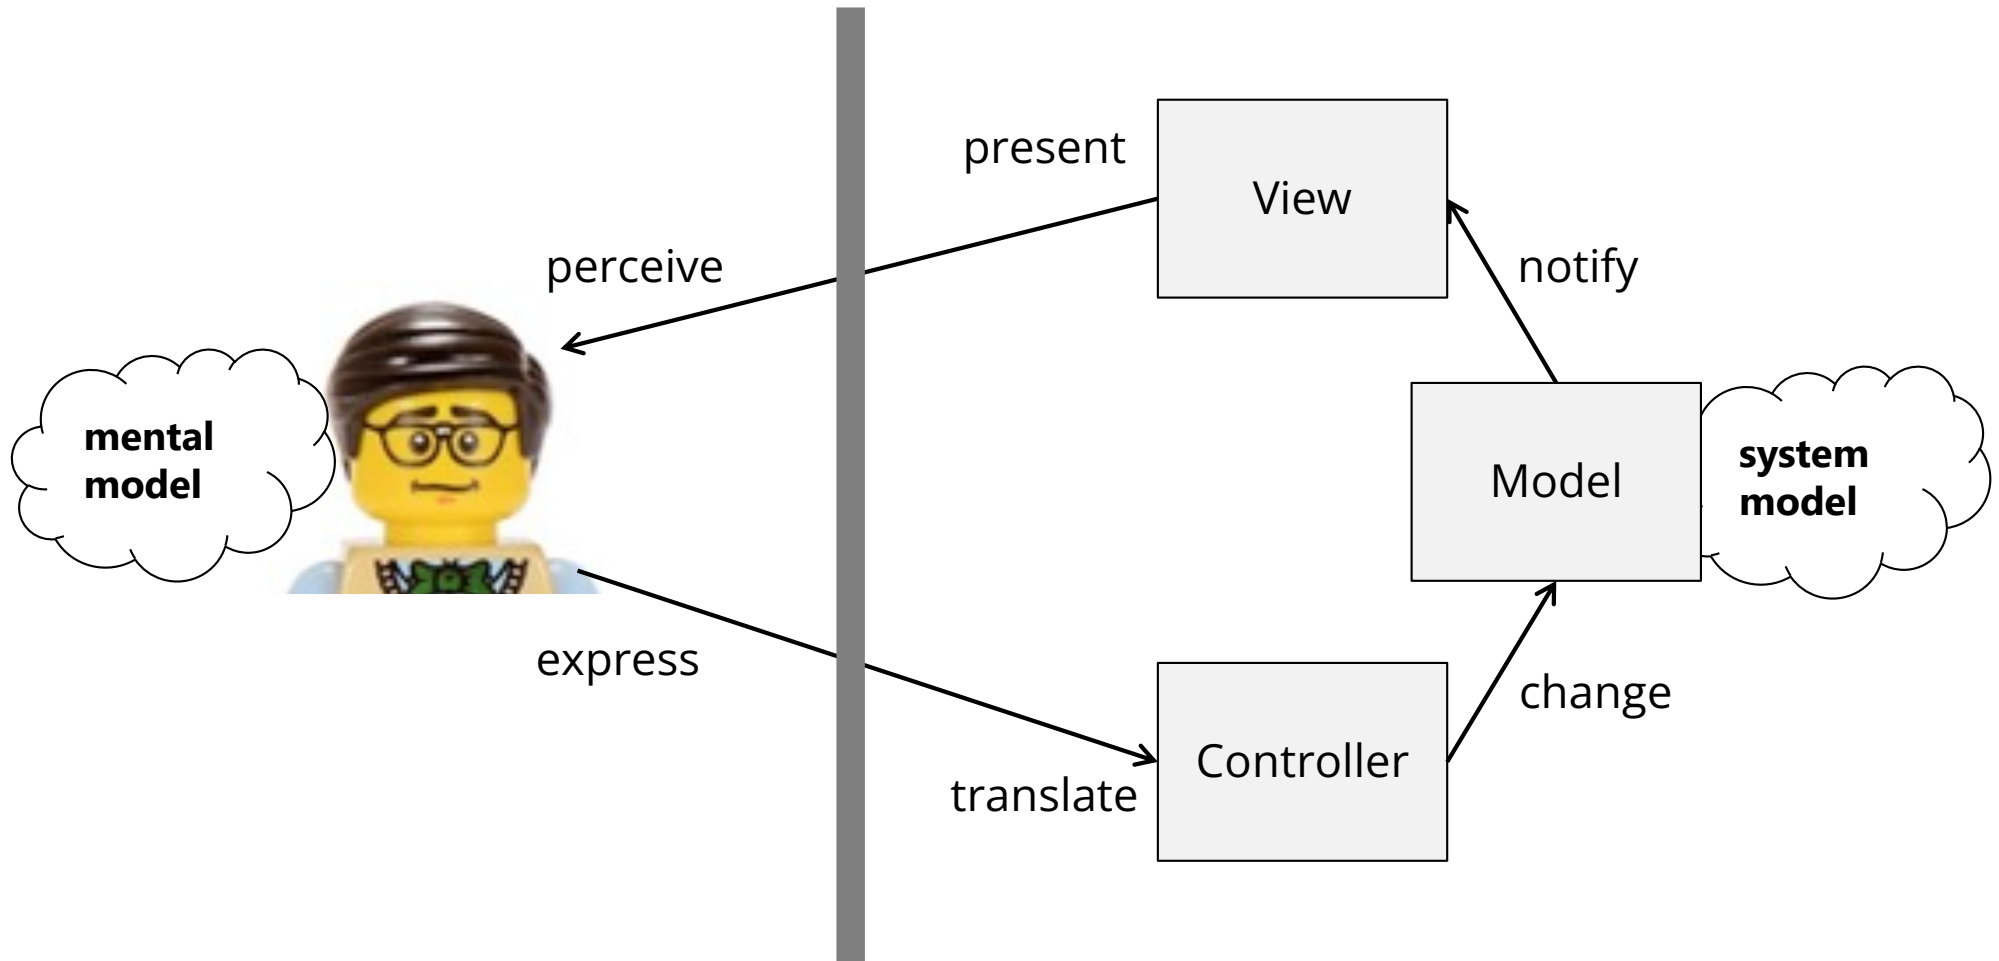 present
View
perceive
notify
mental
model
system
model
Model
express
change
Controller
translate